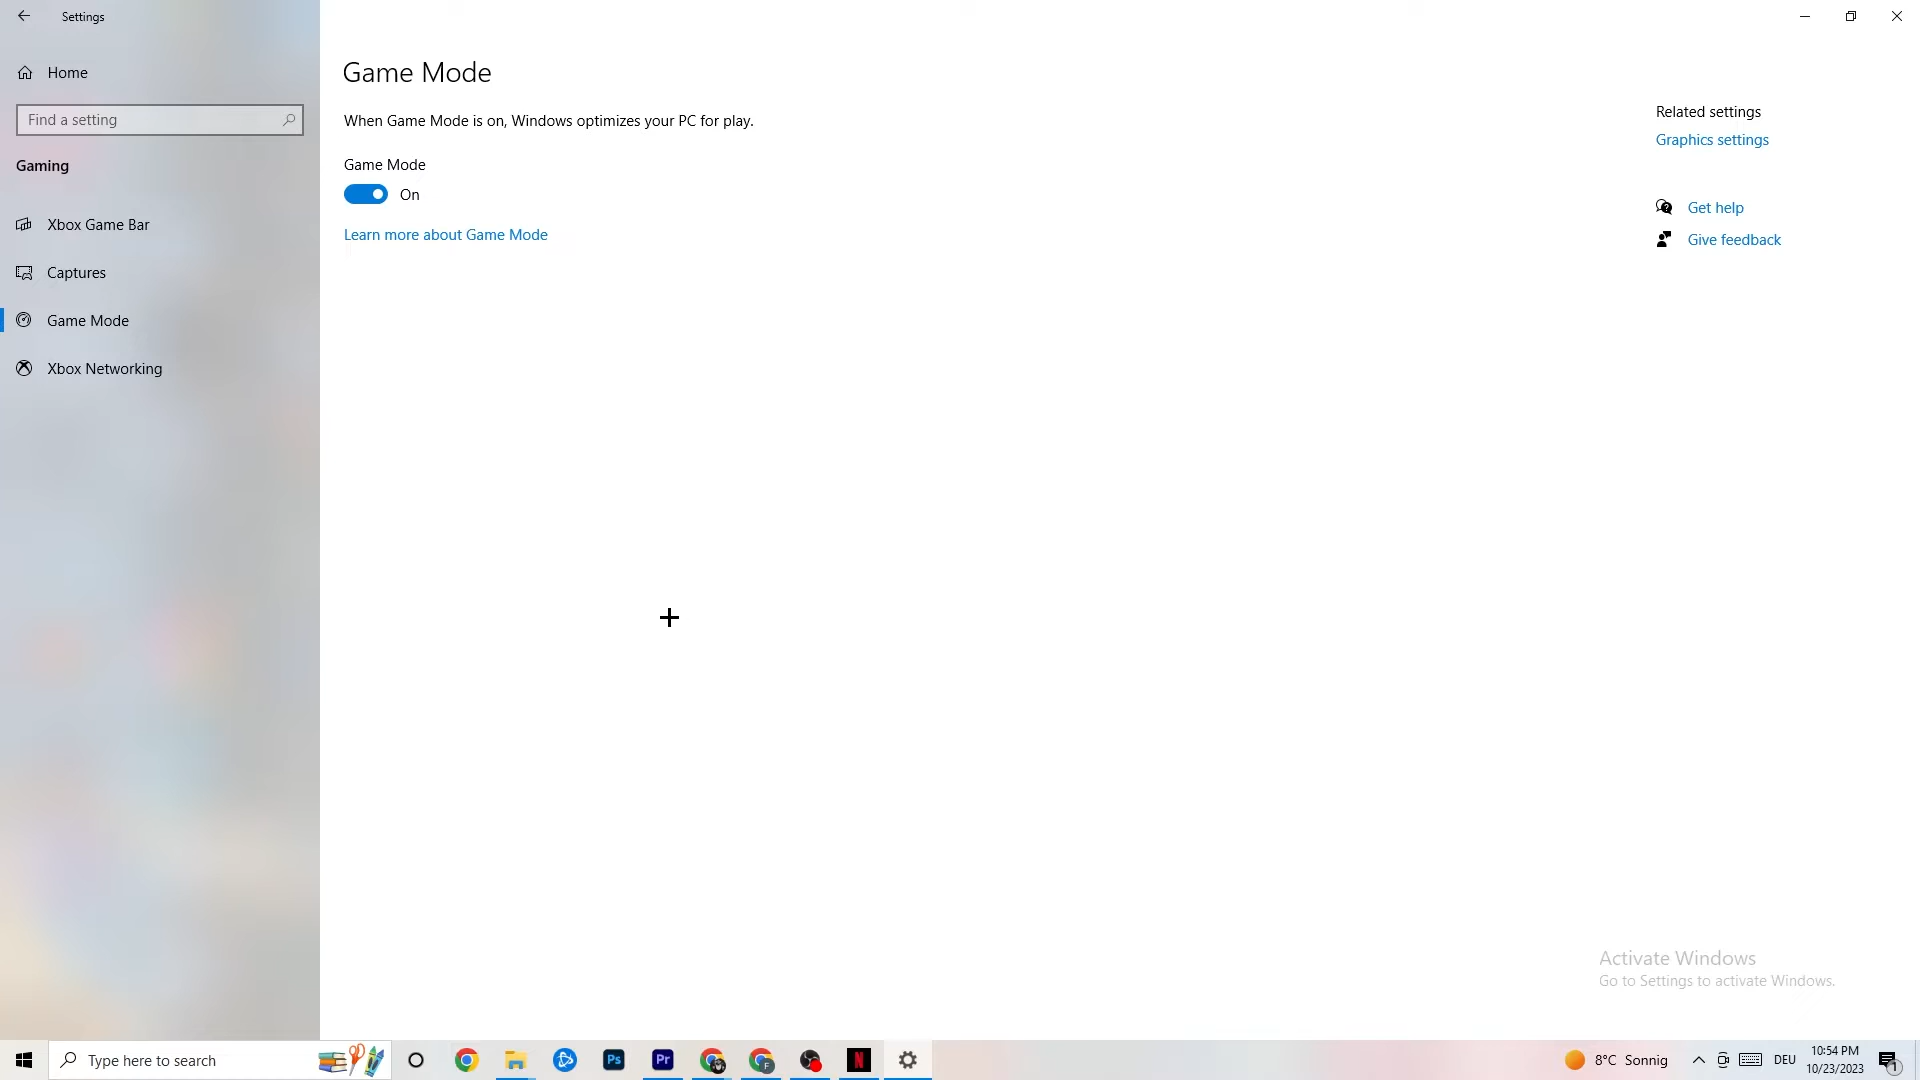 Settings
Home
Find a setting
Gaming
Xbox Game Bar
Captures
Game Mode
Xbox Networking
Game Mode
When Game Mode is on, Windows optimizes your PC for play.
Game Mode
On
Learn more about Game Mode
Related settings
Graphics settings
Get help
Give feedback
Activate Windows
Go to Settings to activate Windows.
Type here to search
Ps
Pr
F
N
8°C Sonnig
DEU
10:54 PM
10/23/2023
1